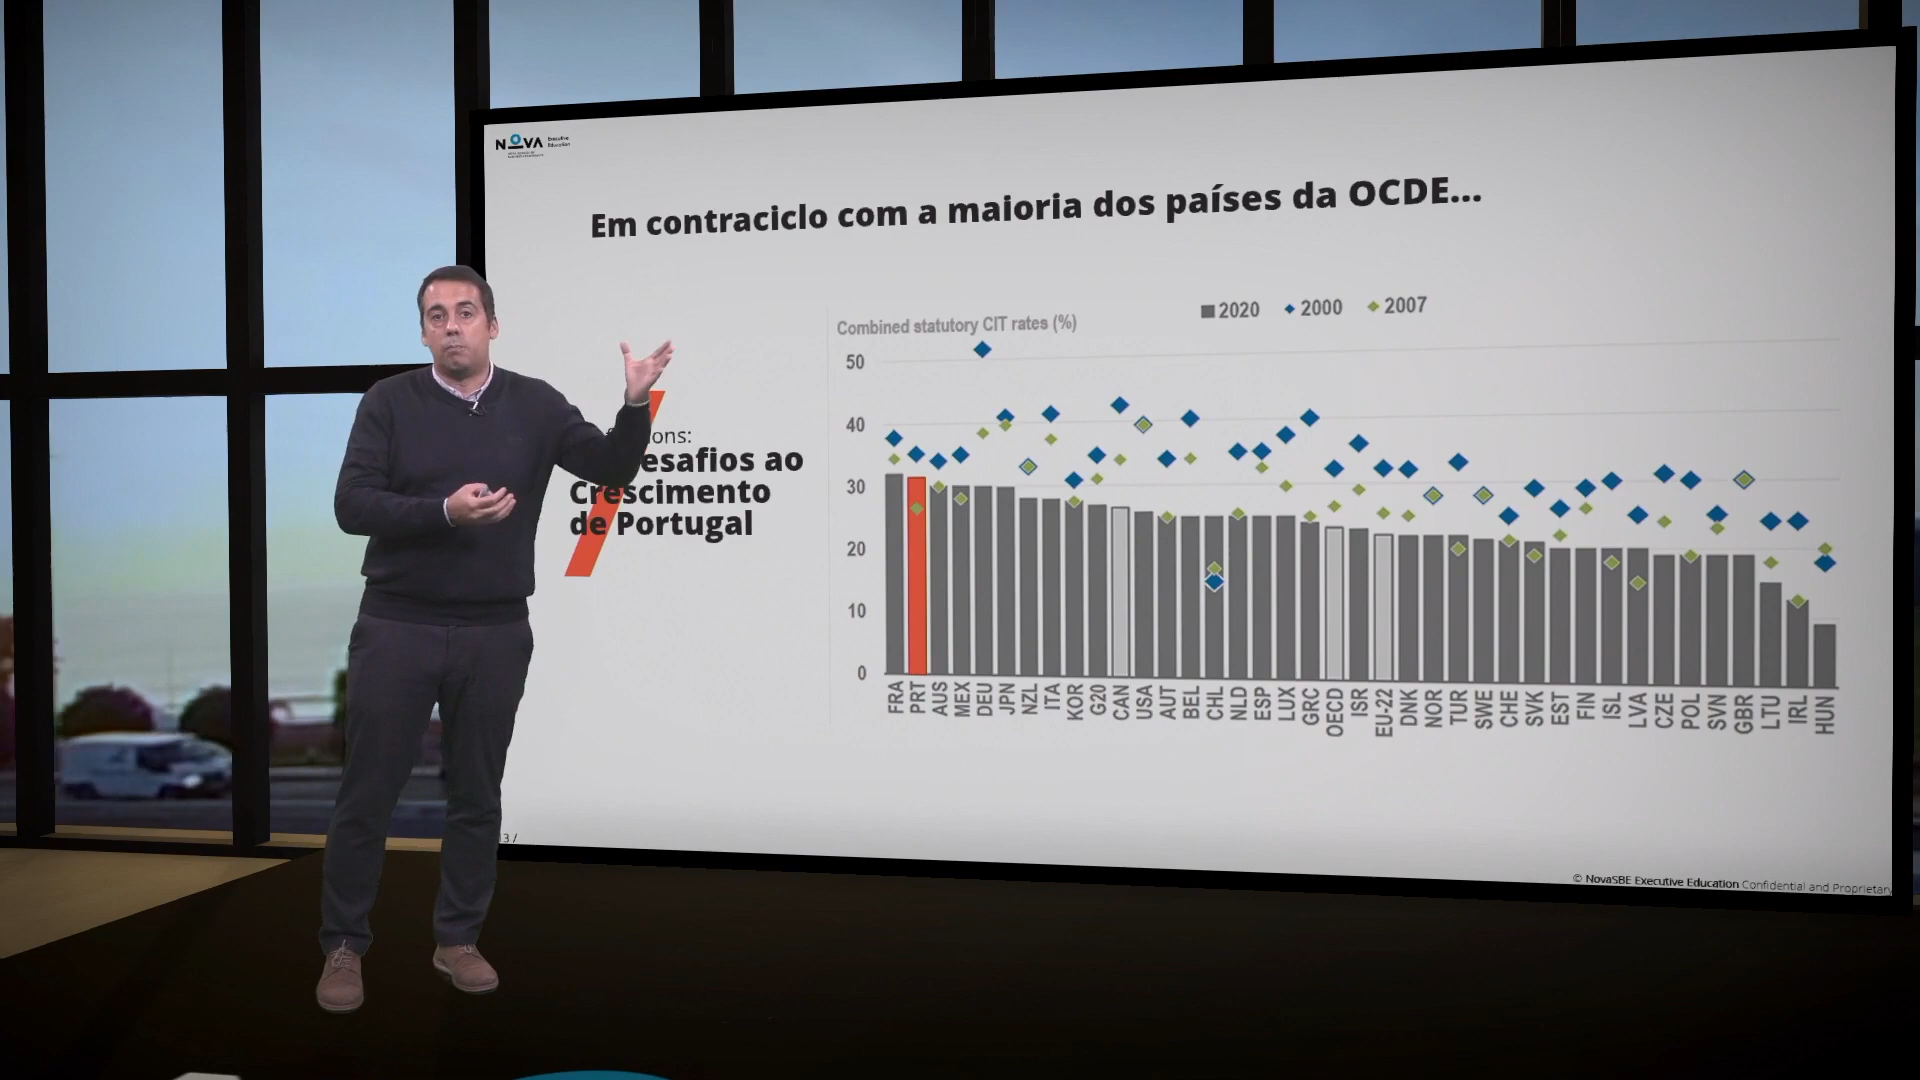 NOVA
Executive
Education
Em contraciclo com a maioria dos países da OCDE...
ons:
esafios ao
Crescimento
de Portugal
2020 2000 2007
Combined statutory CIT rates (%)
50
40
30
20
10
0
FRA PRT AUS MEX DEU JPN NZL ITA KOR G20 CAN USA AUT BEL CHL NLD ESP LUX GRC OECD ISR EU-22 DNK NOR TUR SWE CHE SVK EST FIN ISL LVA CZE POL SVN GBR LTU IRL HUN
13 /
© NovaSBE Executive Education Confidential and Proprietary